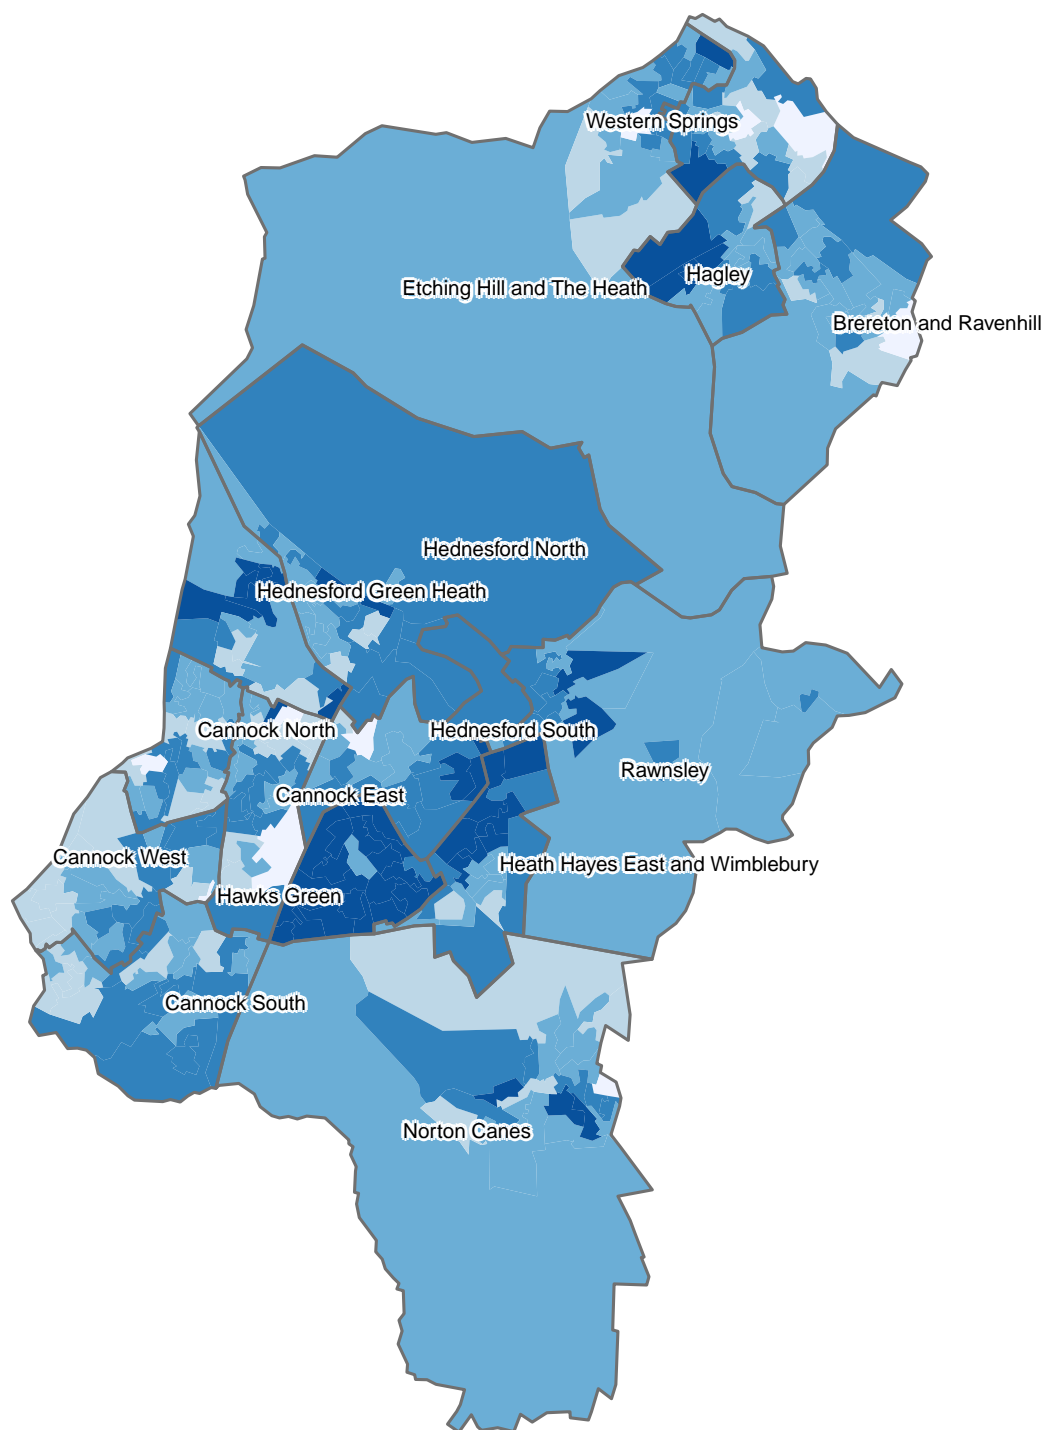 Western Springs
Hagley
Etching Hill and The Heath
Brereton and Ravenhill
Hednesford North
Hednesford Green Heath
Cannock North
Hednesford South
Rawnsley
Cannock East
Cannock West
Heath Hayes East and Wimblebury
Hawks Green
Cannock South
Norton Canes